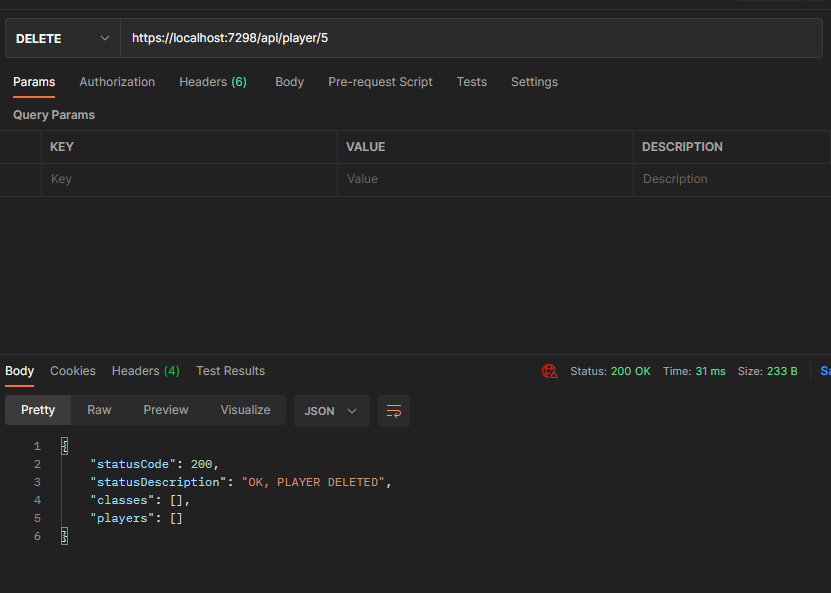 DELETE https://localhost:7298/api/player/5
Params Authorization Headers (6) Body Pre-request Script Tests Settings
Query Params
KEY VALUE DESCRIPTION
Key Value Description
Body Cookies Headers (4) Test Results Status: 200 OK Time: 31 ms Size: 233 B Sa
Pretty Raw Preview Visualize JSON
1 {
2 "statusCode": 200,
3 "statusDescription": "OK, PLAYER DELETED",
4 "classes": [],
5 "players": []
6 }